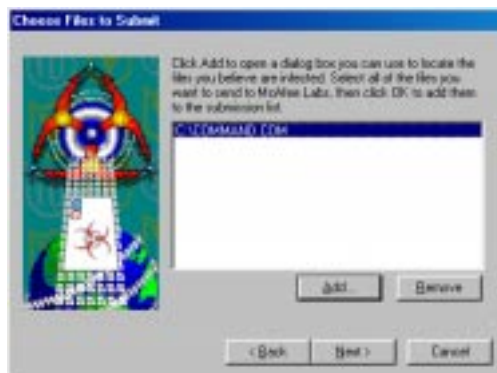 Choose Files to Submit
Click Add to open a dialog box you can use to locate the
files you believe are infected. Select all of the files you
want to send to McAfee Labs, then click OK to add them
to the submission list.
C:\COMMAND.COM
Add...
Remove
< Back
Next >
Cancel